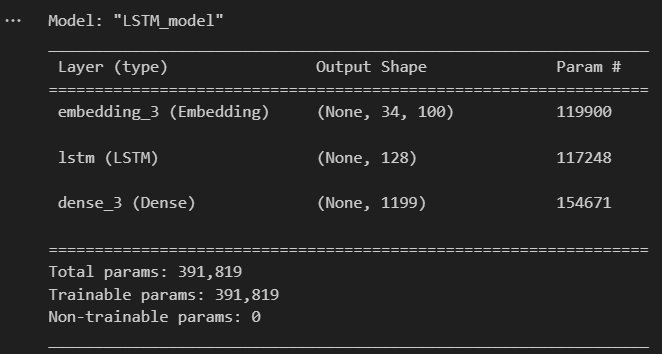 ...
Model: "LSTM_model"
_________________________________________________________________
Layer (type) Output Shape Param #
=================================================================
embedding_3 (Embedding) (None, 34, 100) 119900
lstm (LSTM) (None, 128) 117248
dense_3 (Dense) (None, 1199) 154671
=================================================================
Total params: 391,819
Trainable params: 391,819
Non-trainable params: 0
_________________________________________________________________